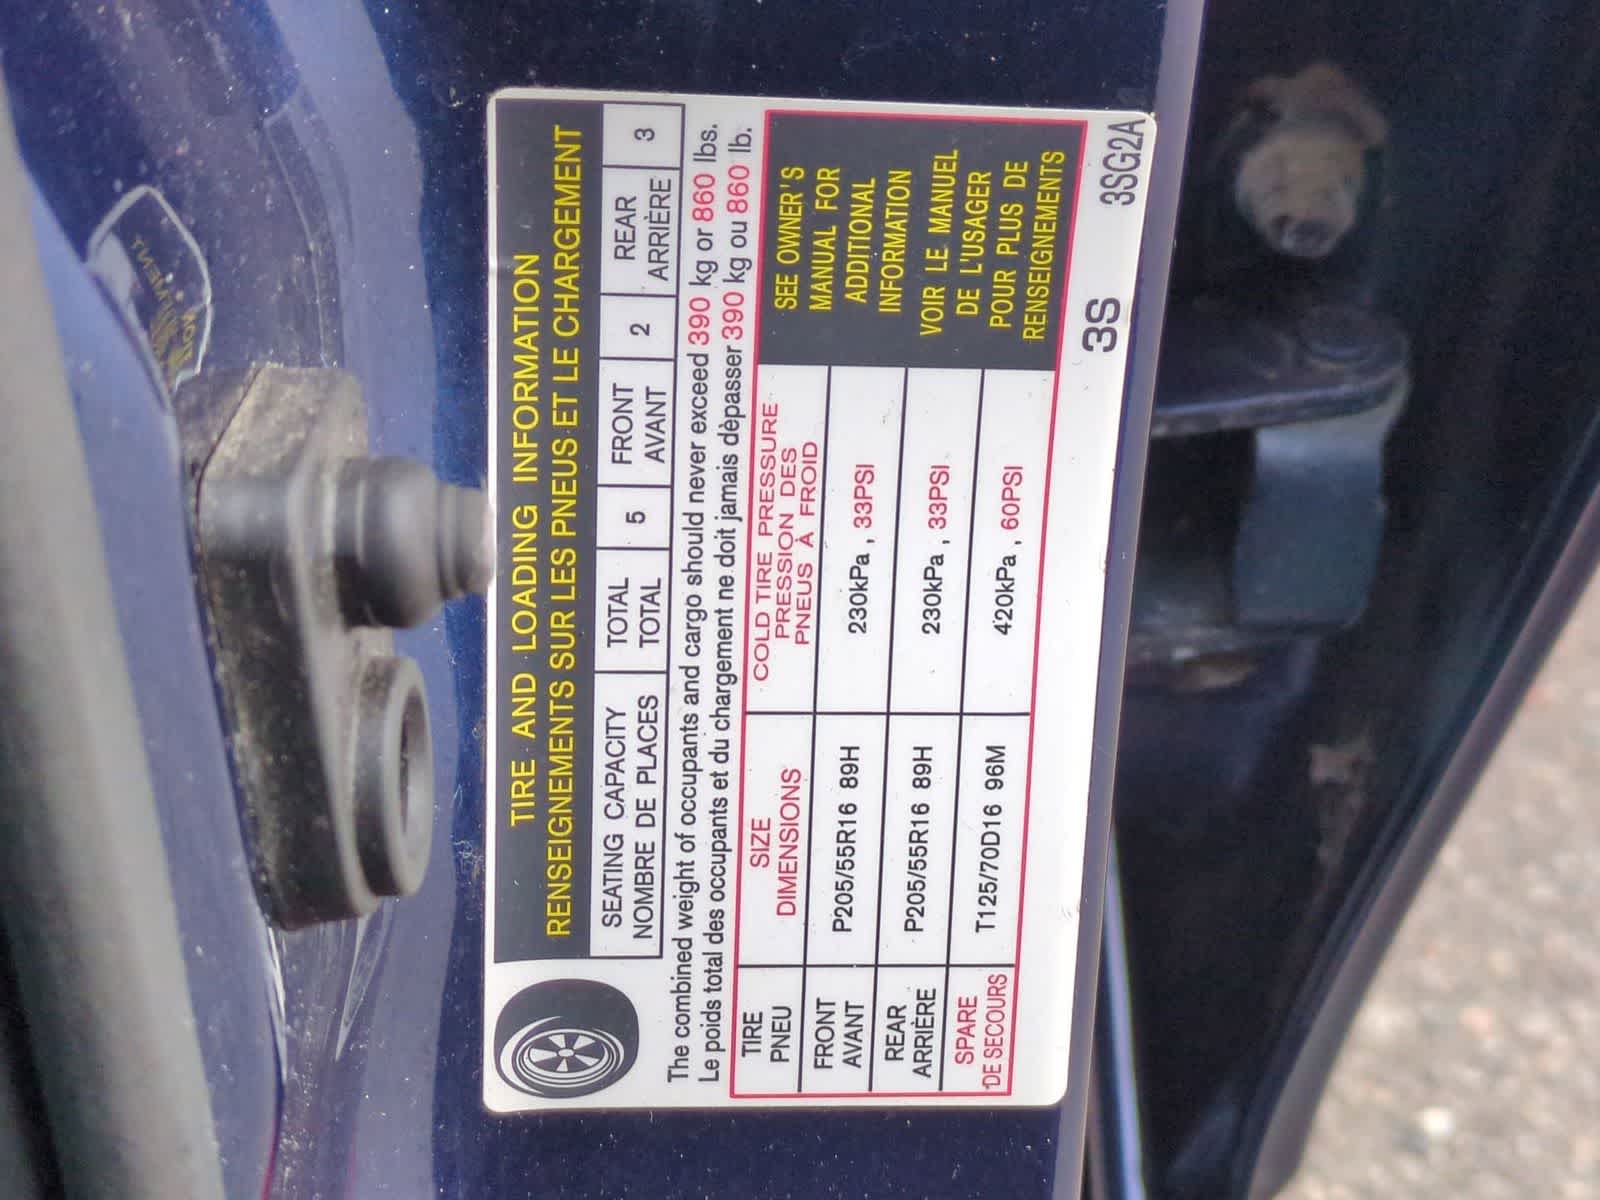 TIRE AND LOADING INFORMATION
RENSEIGNEMENTS SUR LES PNEUS ET LE CHARGEMENT
SEATING CAPACITY
NOMBRE DE PLACES
TOTAL
TOTAL
5
FRONT
AVANT
2
REAR
ARRIÈRE
3
The combined weight of occupants and cargo should never exceed 390 kg or 860 lbs.
Le poids total des occupants et du chargement ne doit jamais dépasser 390 kg ou 860 lb.
TIRE
PNEU
SIZE
DIMENSIONS
COLD TIRE PRESSURE
PRESSION DES
PNEUS À FROID
FRONT
AVANT
P205/55R16 89H
230kPa , 33PSI
REAR
ARRIÈRE
P205/55R16 89H
230kPa , 33PSI
SPARE
DE SECOURS
T125/70D16 96M
420kPa , 60PSI
SEE OWNER'S
MANUAL FOR
ADDITIONAL
INFORMATION
VOIR LE MANUEL
DE L'USAGER
POUR PLUS DE
RENSEIGNEMENTS
3S
3SG2A